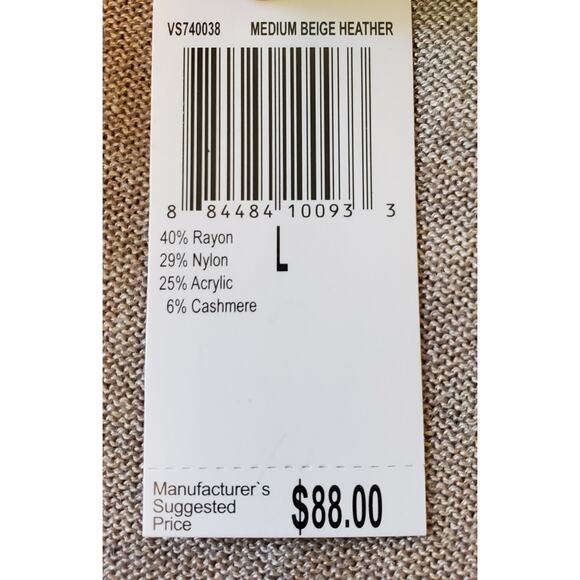 VS740038 MEDIUM BEIGE HEATHER
8 84484 10093 3
40% Rayon
29% Nylon
25% Acrylic
6% Cashmere
L
Manufacturer`s
Suggested
Price
$88.00